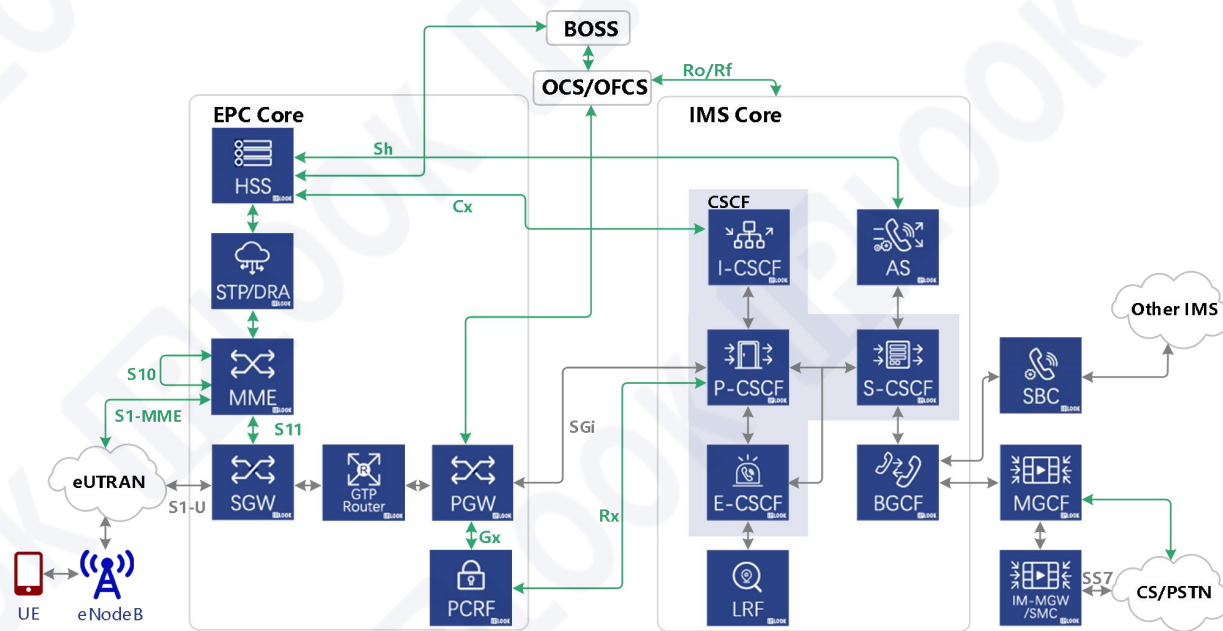 BOSS
OCS/OFCS
Ro/Rf
EPC Core
IMS Core
HSS
Sh
Cx
CSCF
I-CSCF
AS
STP/DRA
Other IMS
S10
MME
P-CSCF
S-CSCF
SBC
S1-MME
S11
SGi
eUTRAN
S1-U
SGW
GTP
Router
PGW
E-CSCF
BGCF
MGCF
Rx
Gx
UE
eNodeB
PCRF
LRF
IM-MGW
/SMC
SS7
CS/PSTN